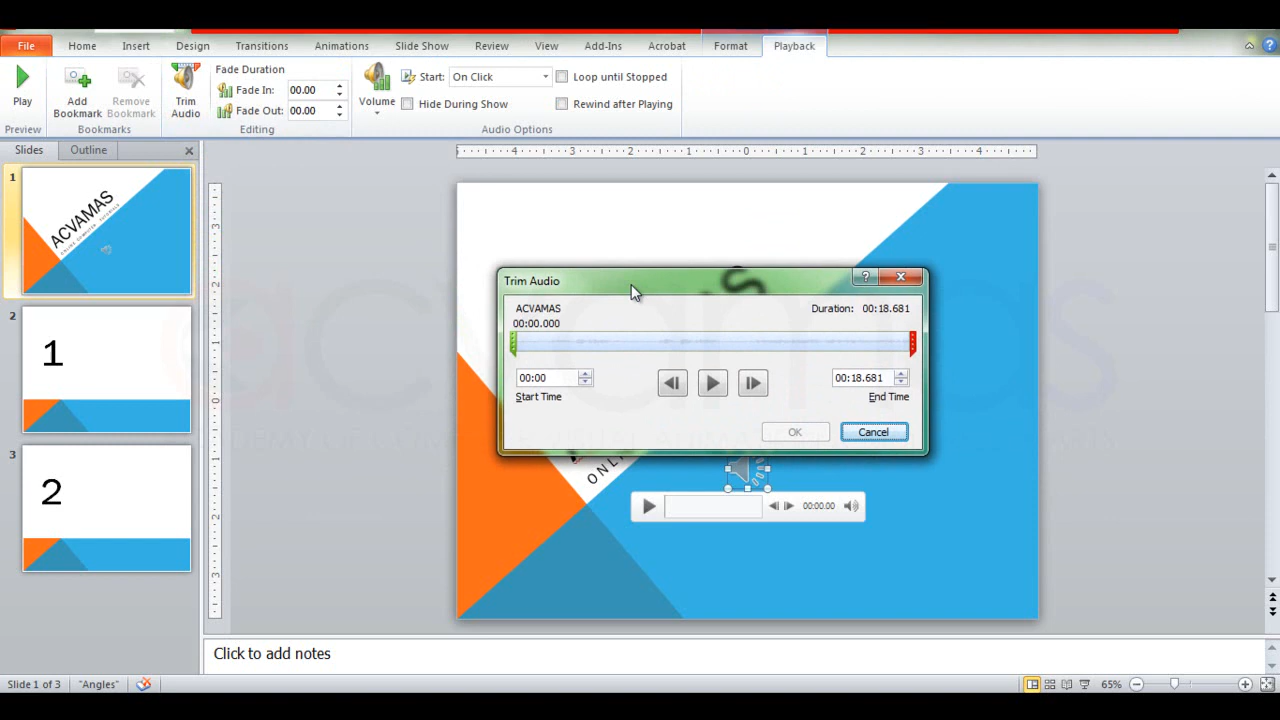 File Home Insert Design Transitions Animations Slide Show Review View Add-Ins Acrobat Format Playback
Play
Preview
Add Bookmark
Remove Bookmark
Bookmarks
Trim Audio
Fade Duration
Fade In: 00.00
Fade Out: 00.00
Editing
Volume
Start: On Click
Hide During Show
Loop until Stopped
Rewind after Playing
Audio Options
Slides Outline
1
ACVAMAS
2
1
3
2
Trim Audio
ACVAMAS
Duration: 00:18.681
00:00.000
00:00
00:18.681
Start Time
End Time
OK
Cancel
ONLI
00:00.00
Click to add notes
Slide 1 of 3
"Angles"
65%